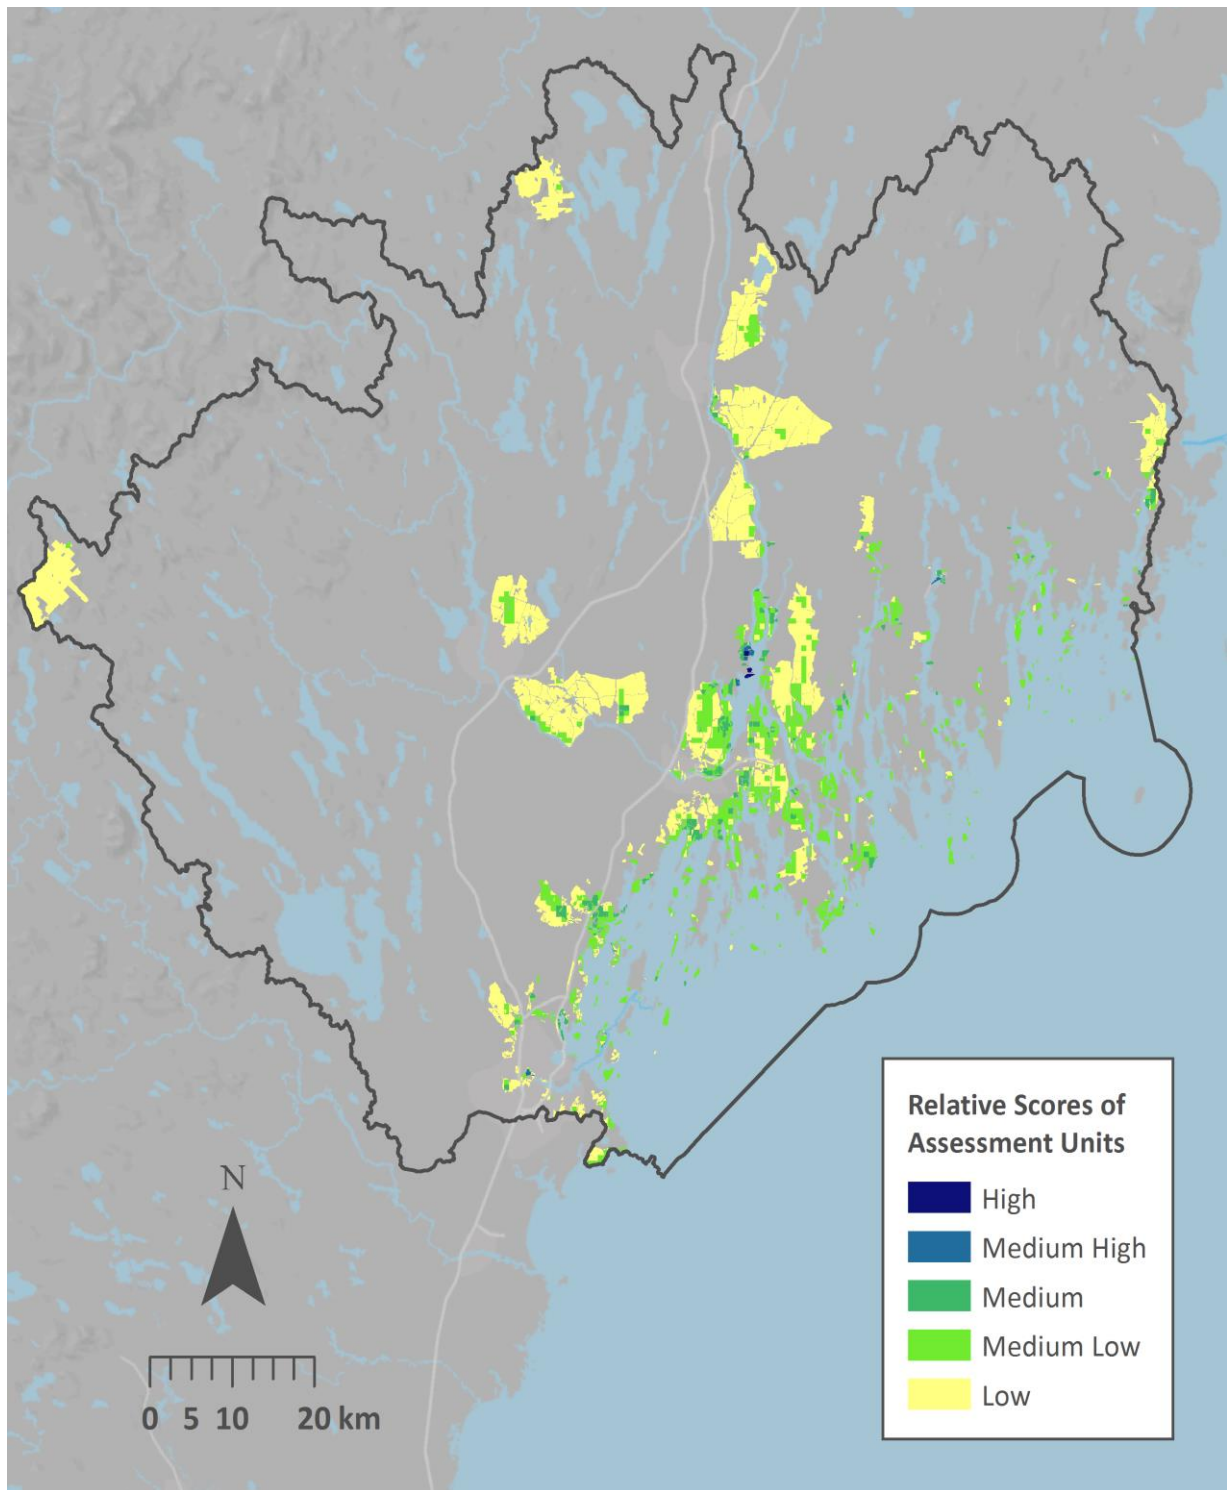 Relative Scores of
Assessment Units
High
Medium High
Medium
Medium Low
Low
N
0 5 10 20 km